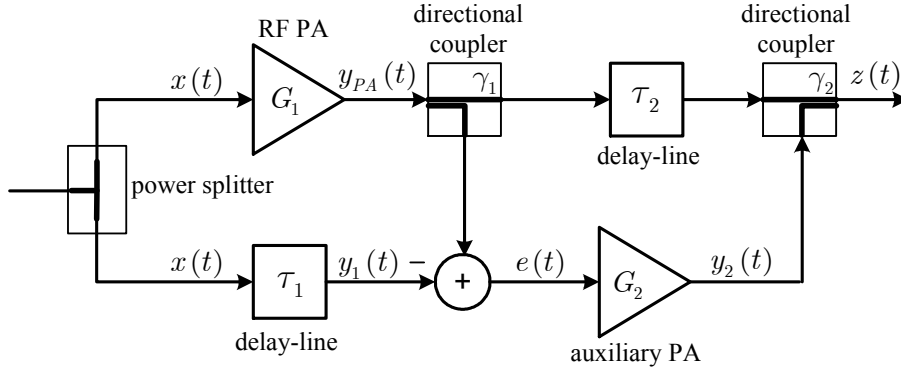 directional
coupler
directional
coupler
RF PA
x(t)
G₁
y_PA(t)
γ₁
τ₂
γ₂
z(t)
delay-line
power splitter
x(t)
τ₁
y₁(t) −
+
e(t)
G₂
y₂(t)
delay-line
auxiliary PA